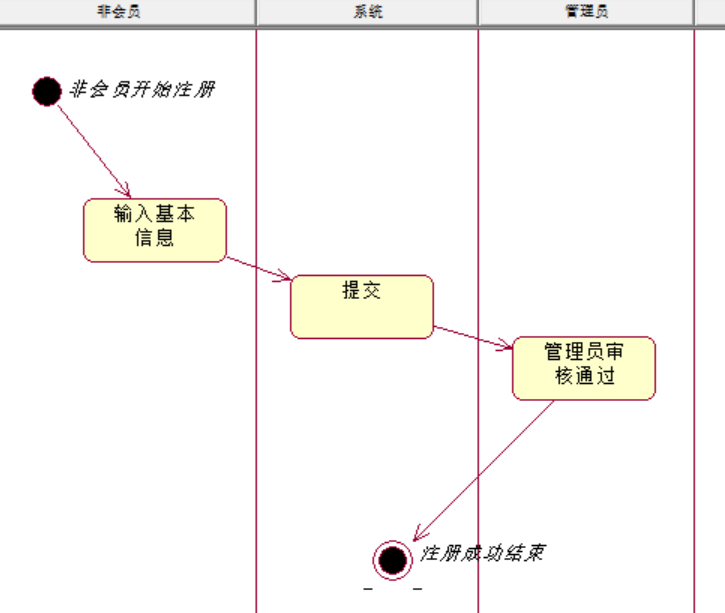 非会员
系统
管理员
非会员开始注册
输入基本
信息
提交
管理员审
核通过
注册成功结束